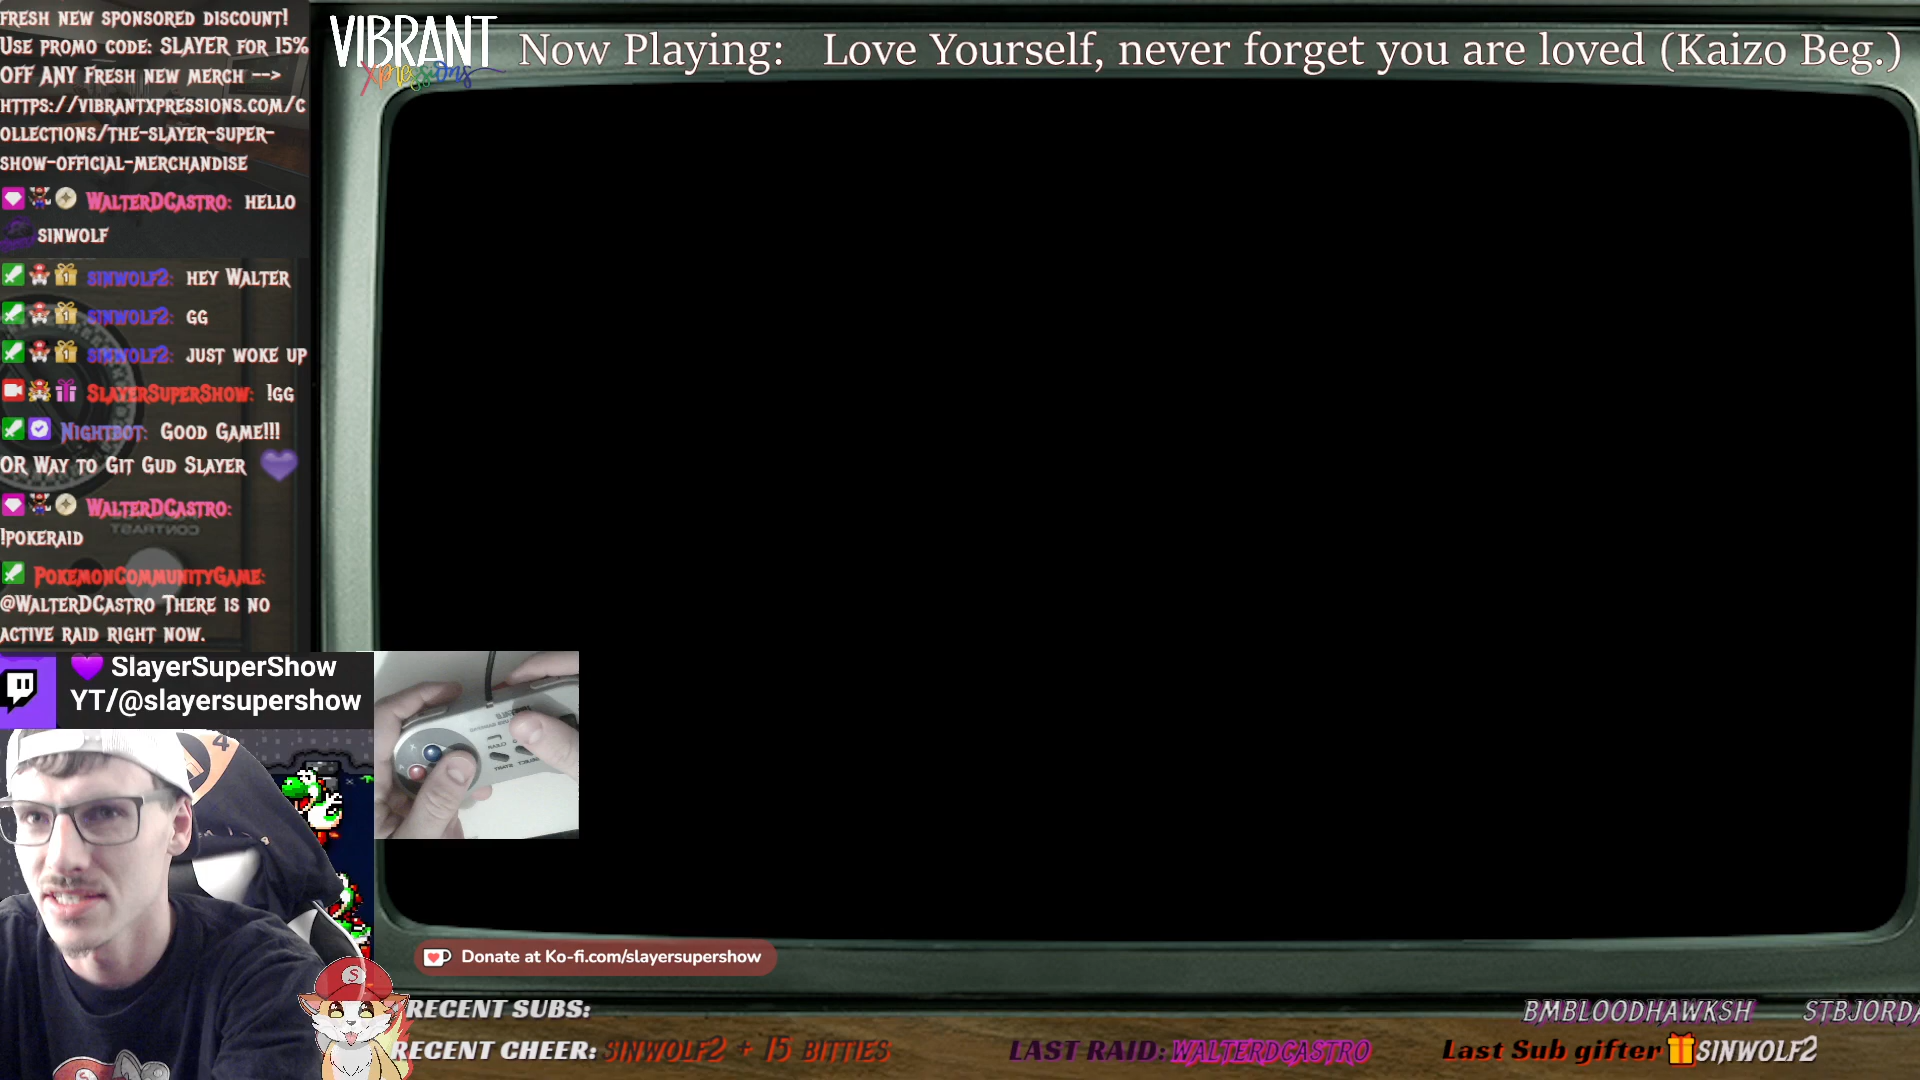 FRESH NEW SPONSORED DISCOUNT!
USE PROMO CODE: SLAYER FOR 15%
OFF ANY FRESH NEW MERCH -->
HTTPS://VIBRANTXPRESSIONS.COM/C
OLLECTIONS/THE-SLAYER-SUPER-
SHOW-OFFICIAL-MERCHANDISE
WALTERDCASTRO: HELLO
SINWOLF
SINWOLF2: HEY WALTER
SINWOLF2: GG
SINWOLF2: JUST WOKE UP
SLAYERSUPERSHOW: !GG
NIGHTBOT: GOOD GAME!!!
OR WAY TO GIT GUD SLAYER
WALTERDCASTRO:
!POKERAID
CONTRAST
POKEMONCOMMUNITYGAME:
@WALTERDCASTRO THERE IS NO
ACTIVE RAID RIGHT NOW.
SlayerSuperShow
YT/@slayersupershow
VIBRANT
Xpressions
Now Playing: Love Yourself, never forget you are loved (Kaizo Beg.)
Donate at Ko-fi.com/slayersupershow
RECENT SUBS: BMBLOODHAWKSH
RECENT CHEER: SINWOLF2 + 15 BITTIES
LAST RAID: WALTERDCASTRO
Last Sub gifter SINWOLF2